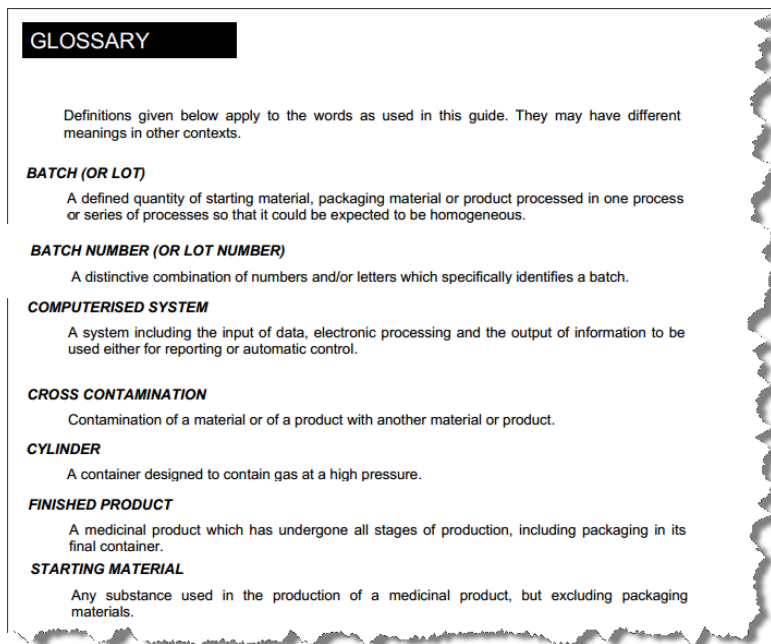 GLOSSARY
Definitions given below apply to the words as used in this guide. They may have different
meanings in other contexts.
BATCH (OR LOT)
A defined quantity of starting material, packaging material or product processed in one process
or series of processes so that it could be expected to be homogeneous.
BATCH NUMBER (OR LOT NUMBER)
A distinctive combination of numbers and/or letters which specifically identifies a batch.
COMPUTERISED SYSTEM
A system including the input of data, electronic processing and the output of information to be
used either for reporting or automatic control.
CROSS CONTAMINATION
Contamination of a material or of a product with another material or product.
CYLINDER
A container designed to contain gas at a high pressure.
FINISHED PRODUCT
A medicinal product which has undergone all stages of production, including packaging in its
final container.
STARTING MATERIAL
Any substance used in the production of a medicinal product, but excluding packaging
materials.